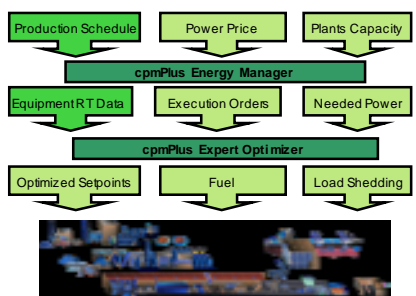 Production Schedule
Power Price
Plants Capacity
cpmPlus Energy Manager
Equipment RT Data
Execution Orders
Needed Power
cpmPlus Expert Optimizer
Optimized Setpoints
Fuel
Load Shedding